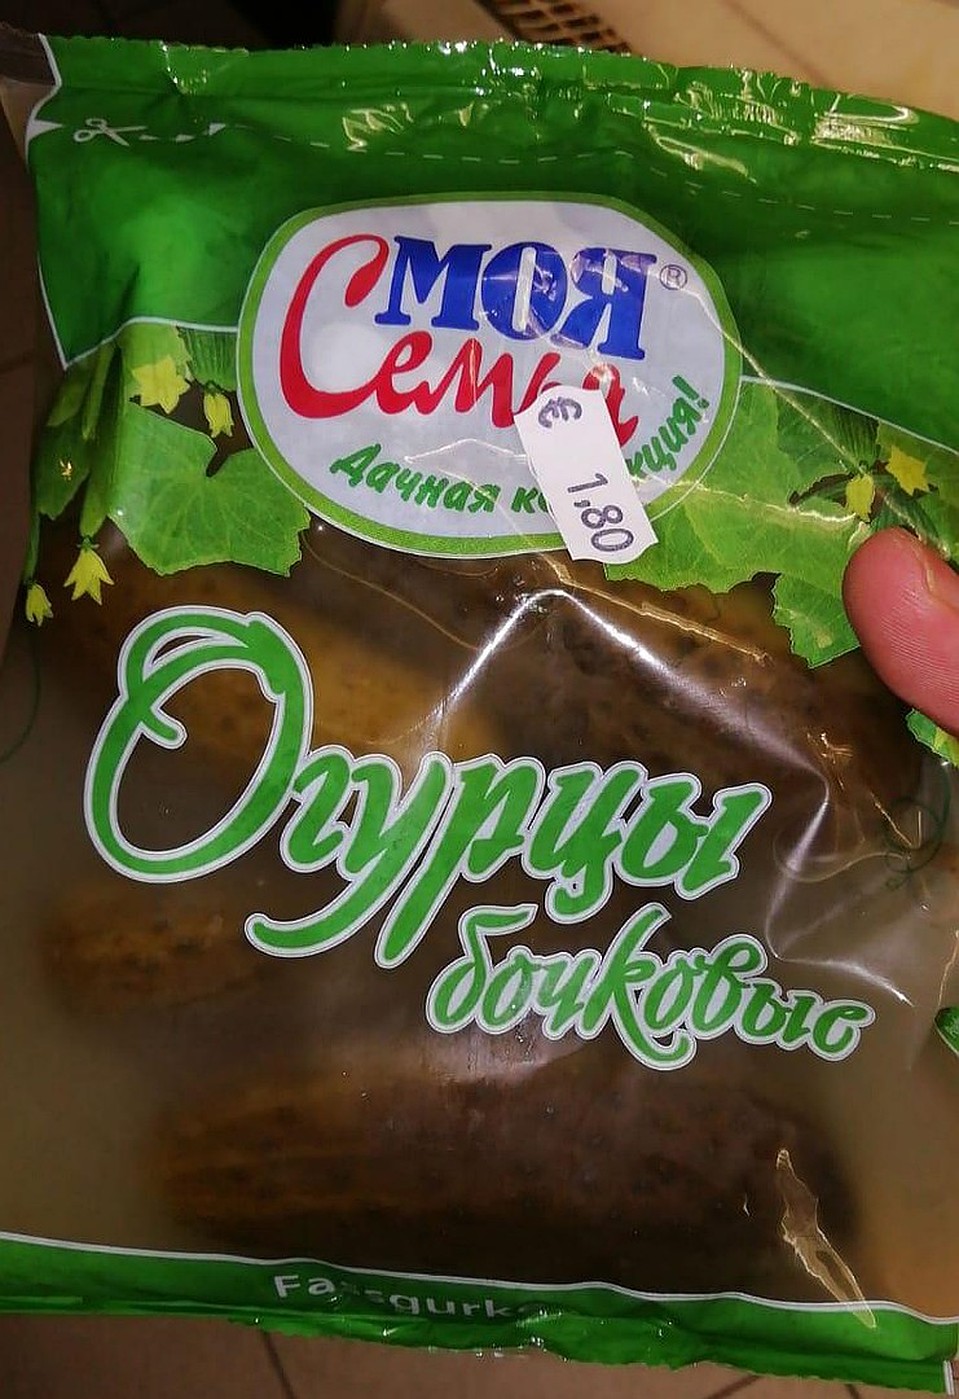 МОЯ ®
Семья
Дачная
€ 1,80
Огурцы
бочковые